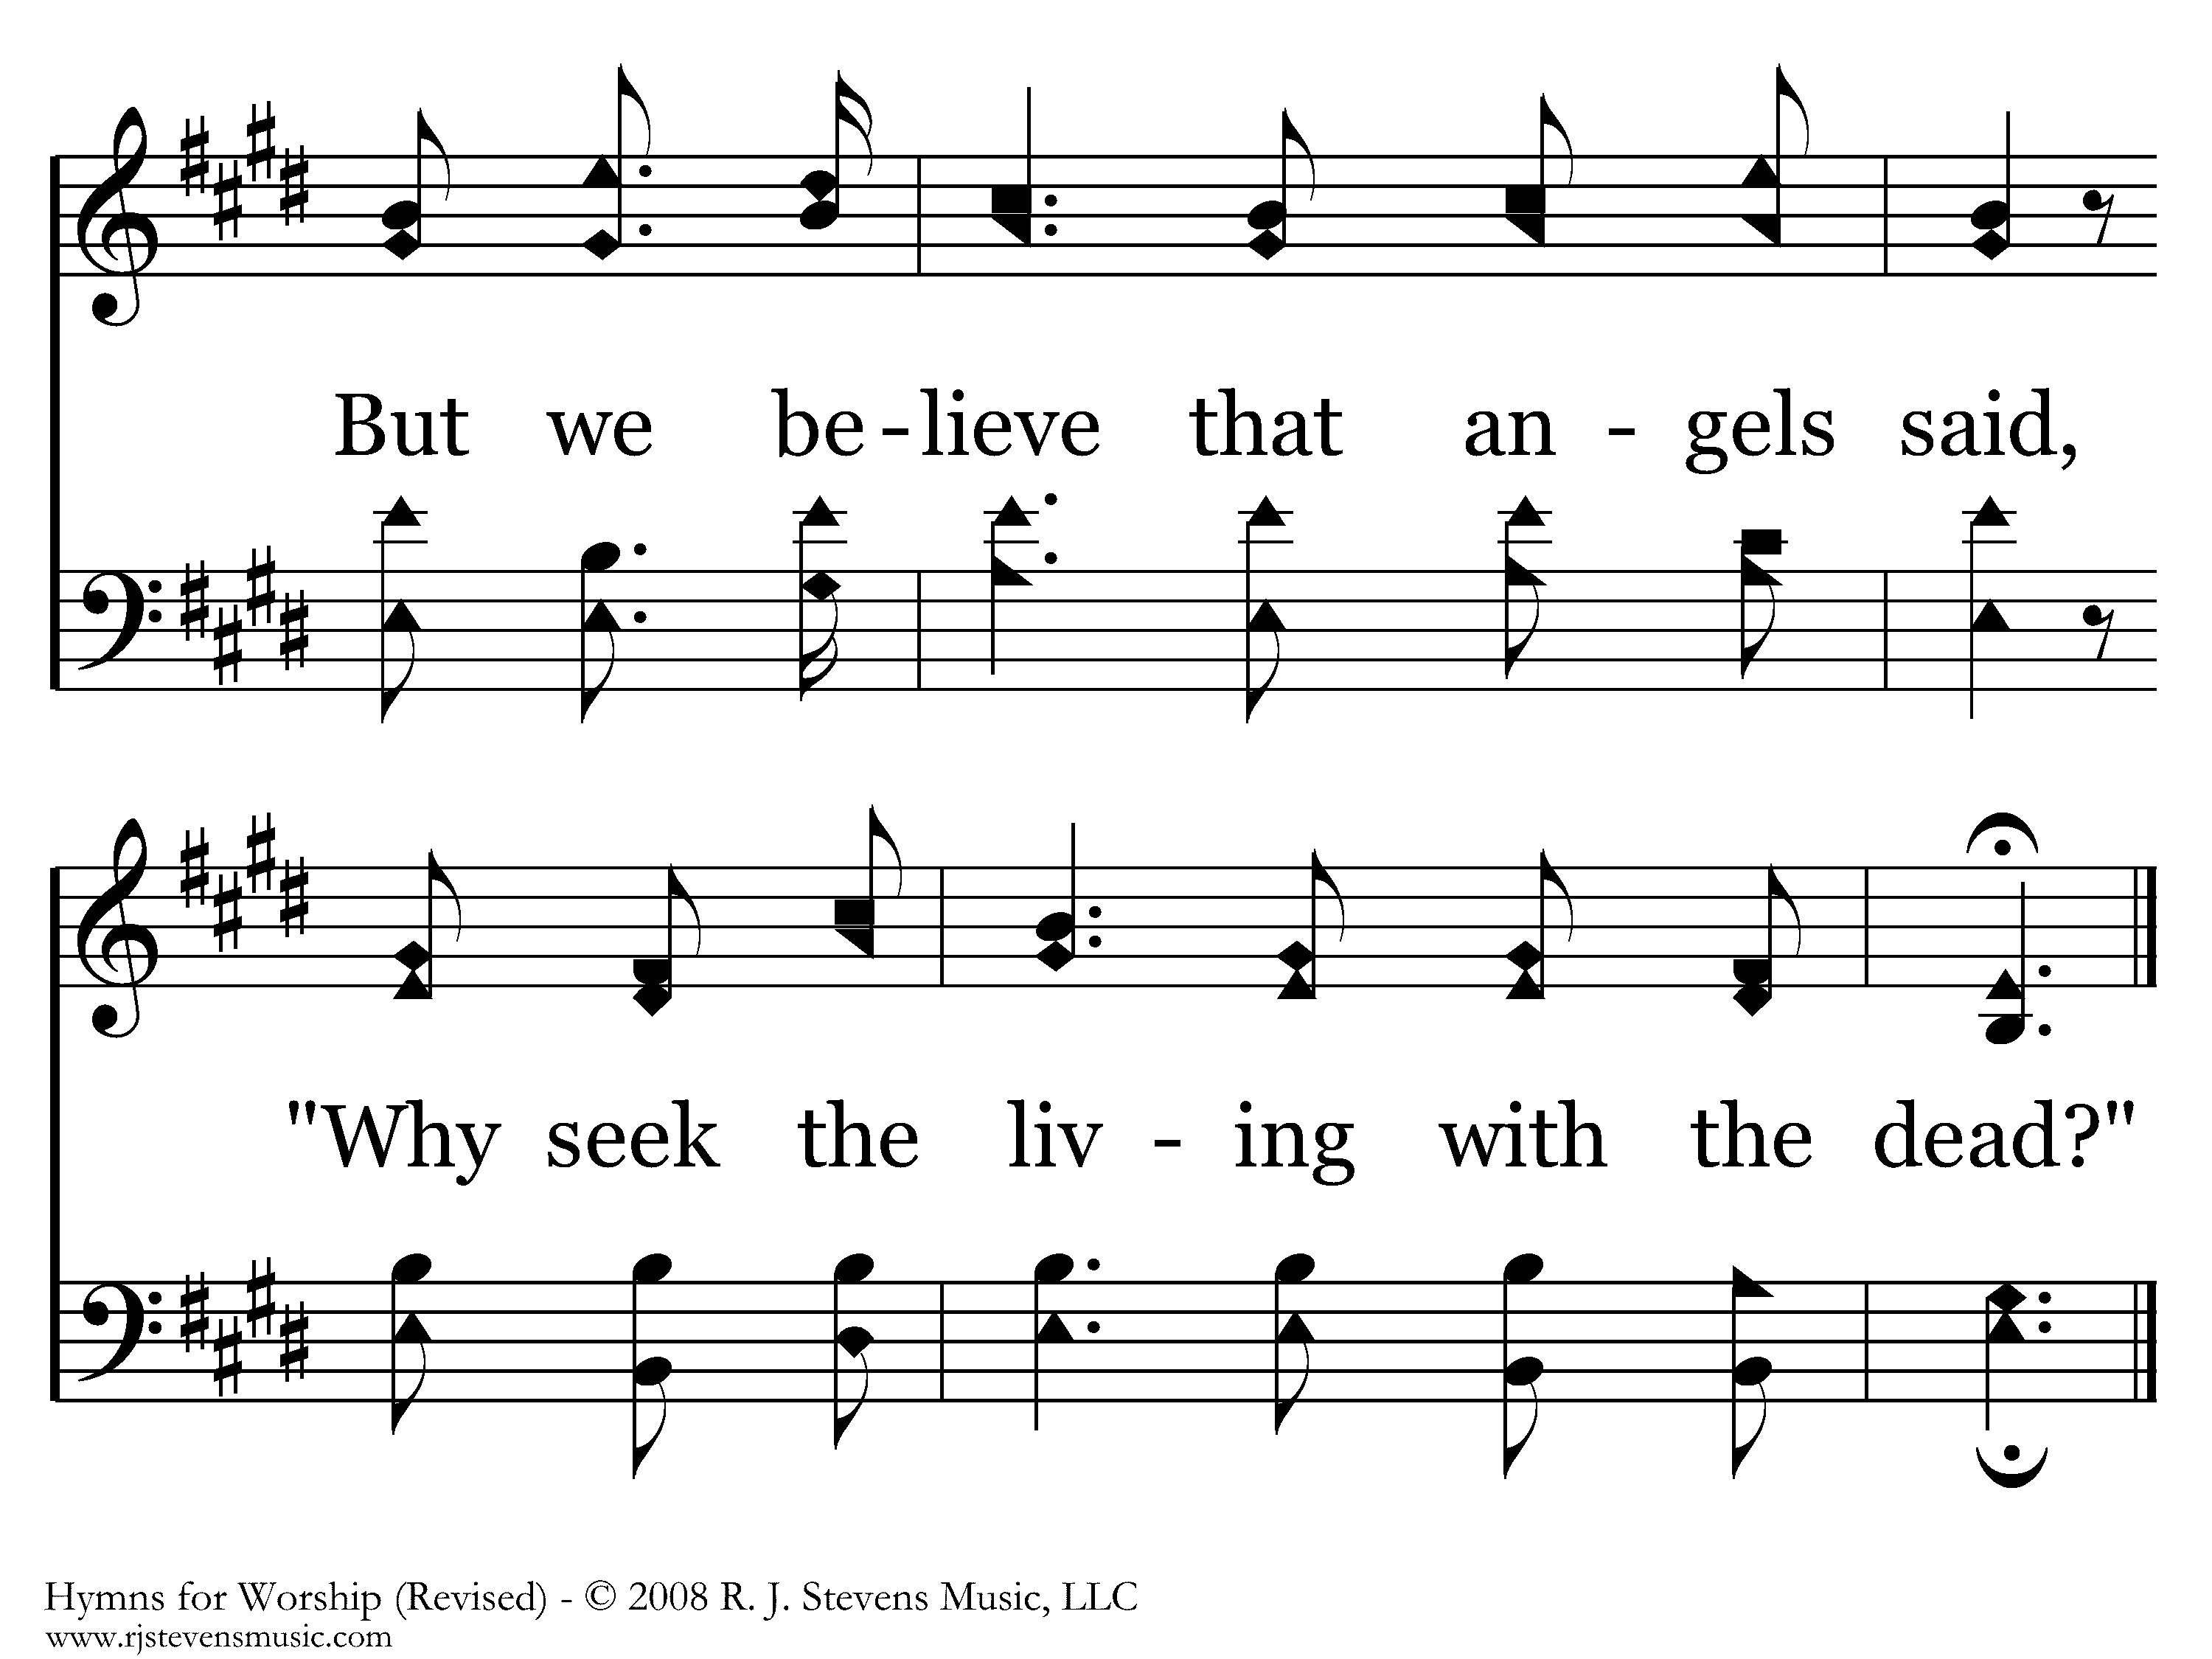 But we be-lieve that an - gels said,
"Why seek the liv - ing with the dead?"
Hymns for Worship (Revised) - © 2008 R. J. Stevens Music, LLC
www.rjstevensmusic.com